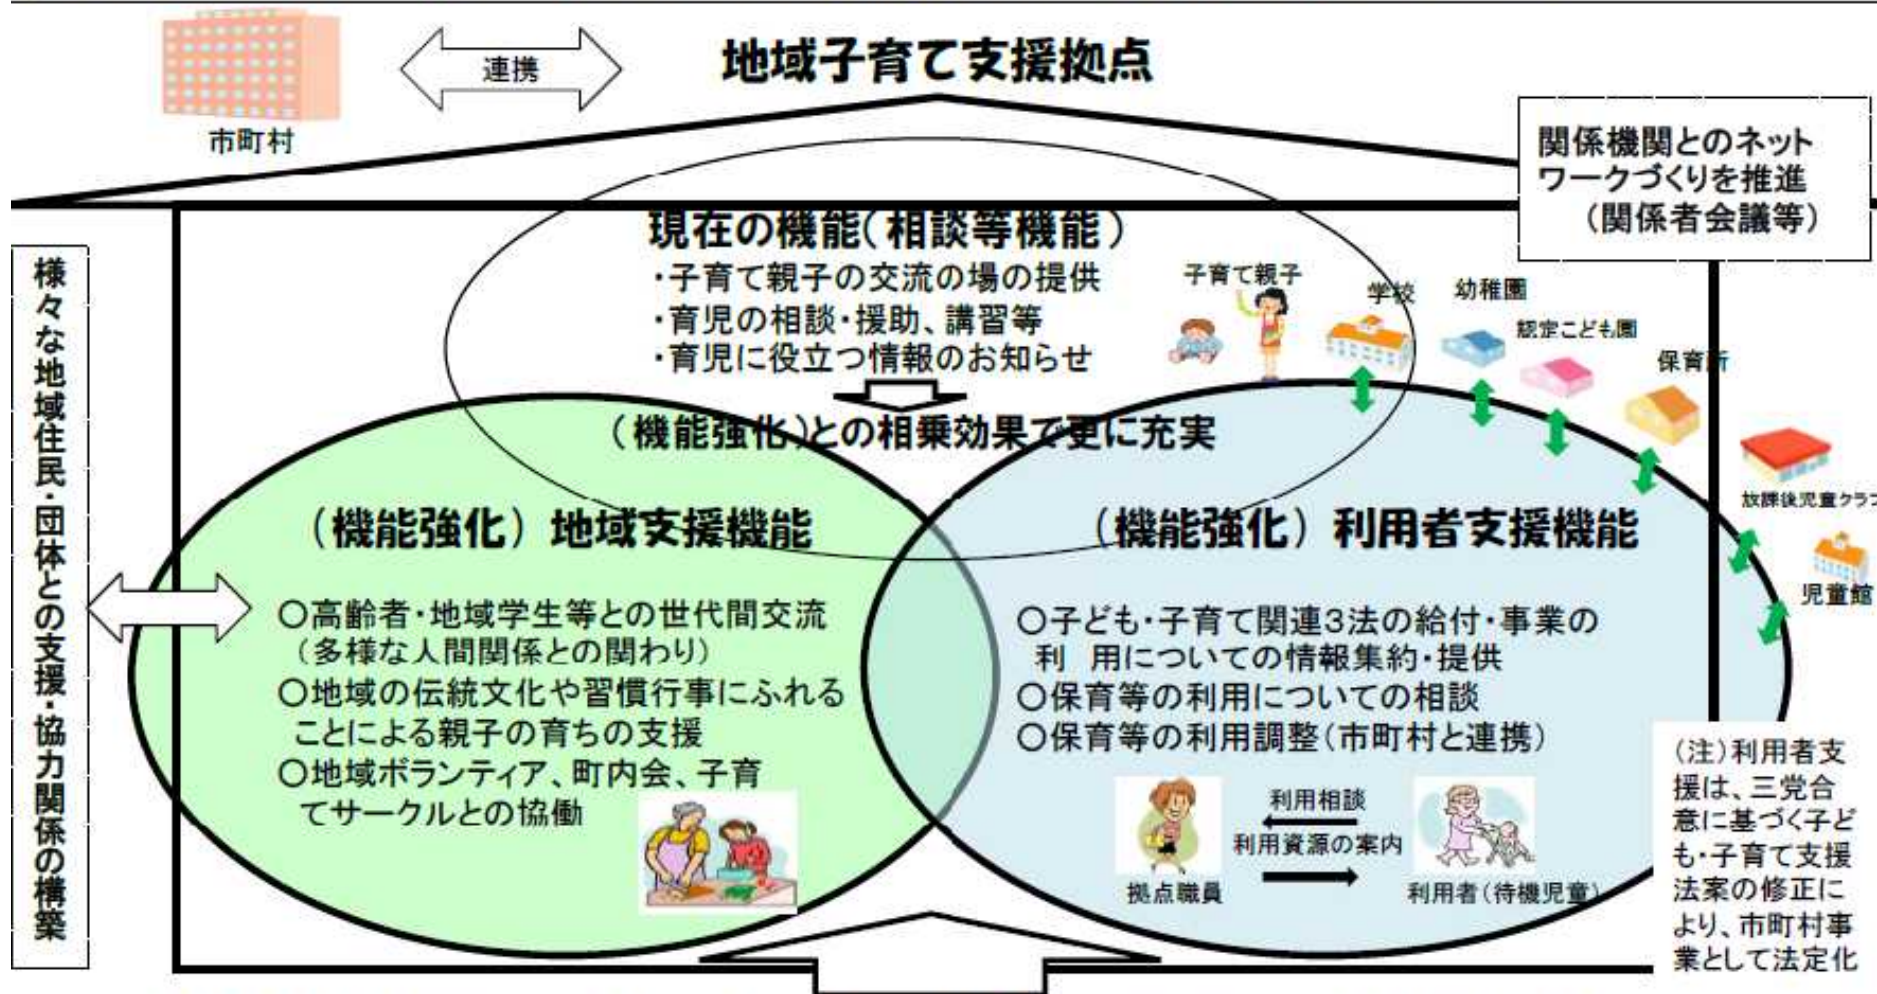 地域子育て支援拠点
連携
市町村
関係機関とのネット
ワークづくりを推進
(関係者会議等)
現在の機能(相談等機能)
・子育て親子の交流の場の提供
・育児の相談・援助、講習等
・育児に役立つ情報のお知らせ
(機能強化)との相乗効果で更に充実
子育て親子
学校
幼稚園
認定こども園
保育所
放課後児童クラブ
児童館
様々な地域住民・団体との支援・協力関係の構築
(機能強化)地域支援機能
〇高齢者・地域学生等との世代間交流
(多様な人間関係との関わり)
〇地域の伝統文化や習慣行事にふれる
ことによる親子の育ちの支援
〇地域ボランティア、町内会、子育
てサークルとの協働
(機能強化)利用者支援機能
〇子ども・子育て関連3法の給付・事業の
利 用についての情報集約・提供
〇保育等の利用についての相談
〇保育等の利用調整(市町村と連携)
利用相談
利用資源の案内
拠点職員
利用者(待機児童)
(注)利用者支
援は、三党合
意に基づく子ど
も・子育て支援
法案の修正に
より、市町村事
業として法定化